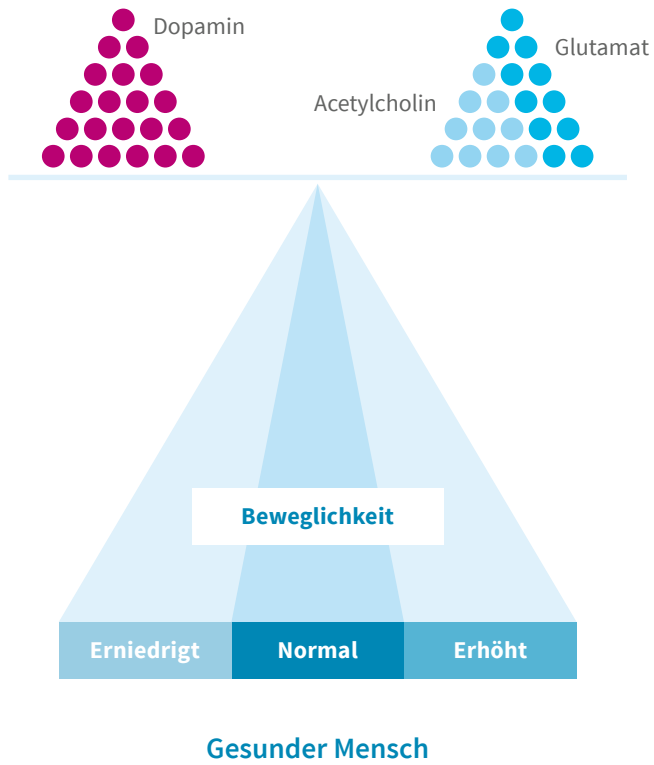 Dopamin
Glutamat
Acetylcholin
Beweglichkeit
Erniedrigt
Normal
Erhöht
Gesunder Mensch